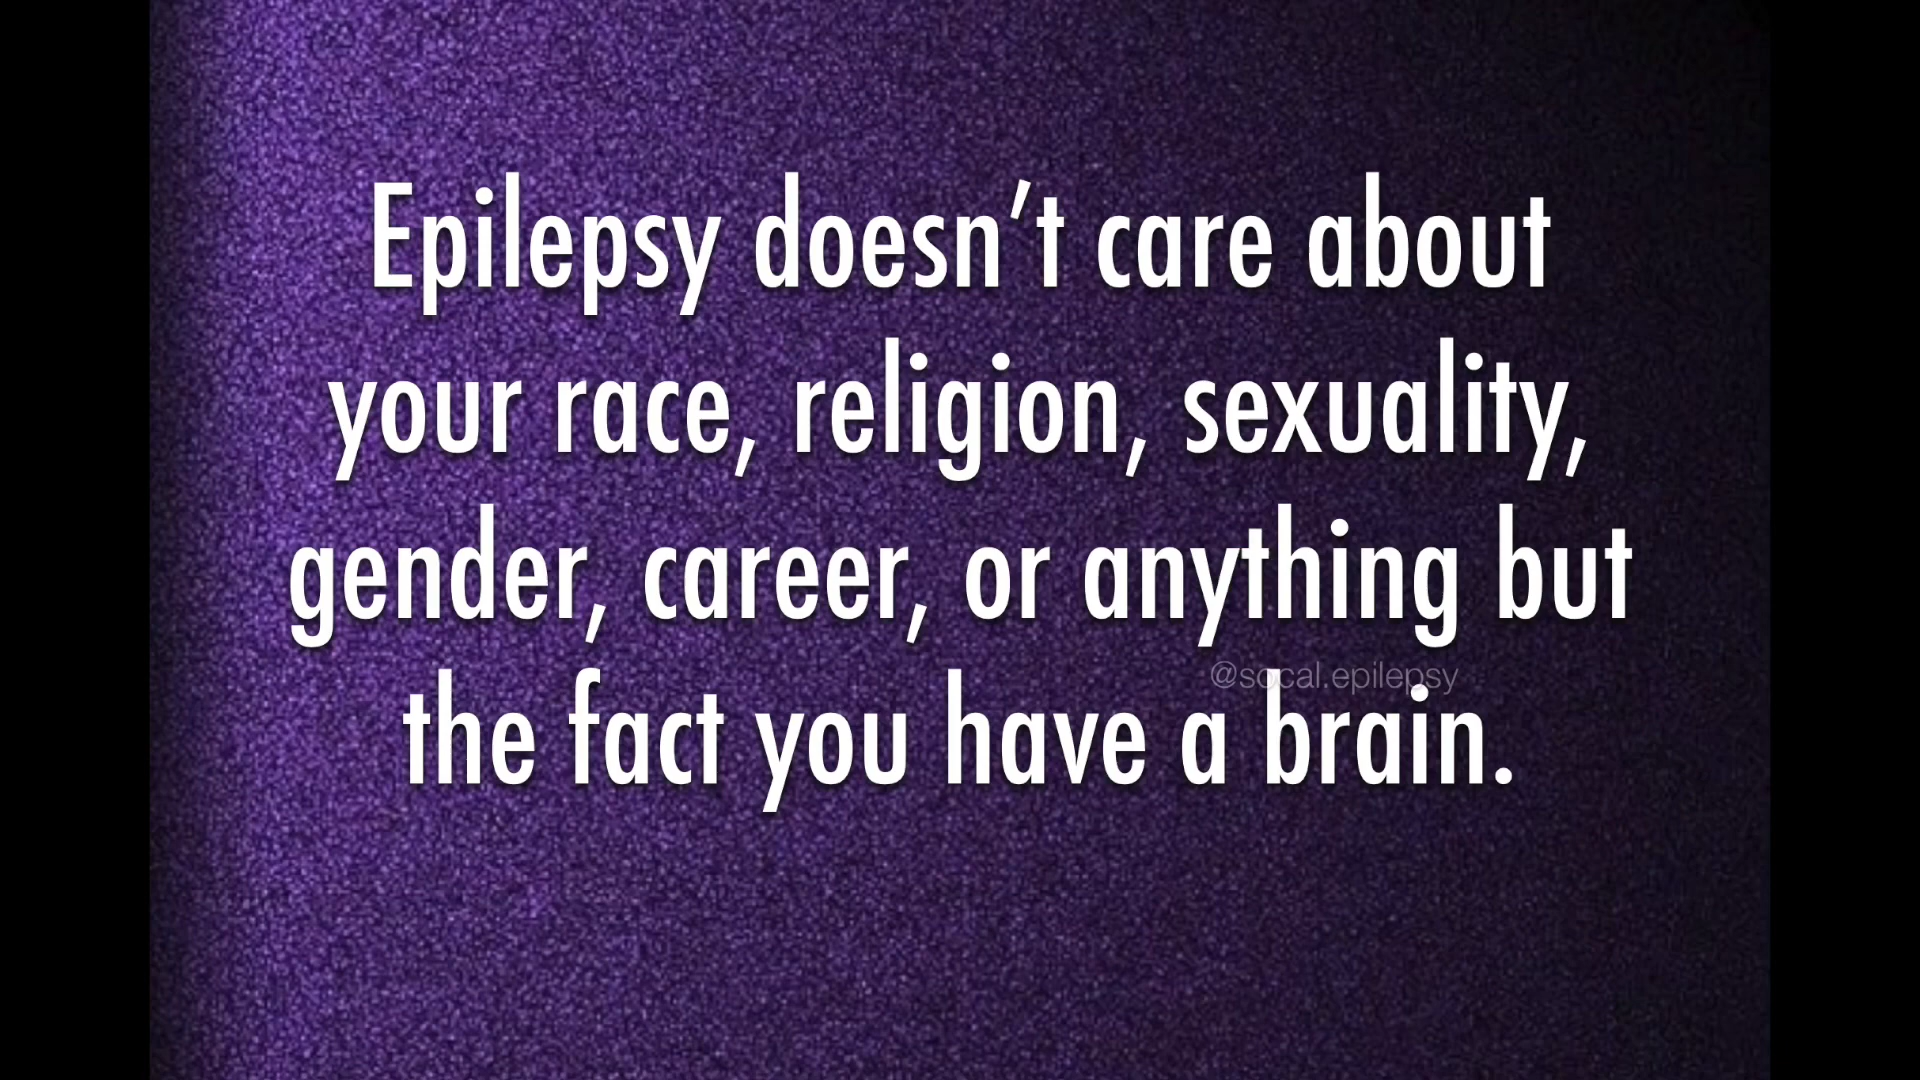 Epilepsy doesn’t care about
your race, religion, sexuality,
gender, career, or anything but
@socal.epilepsy
the fact you have a brain.